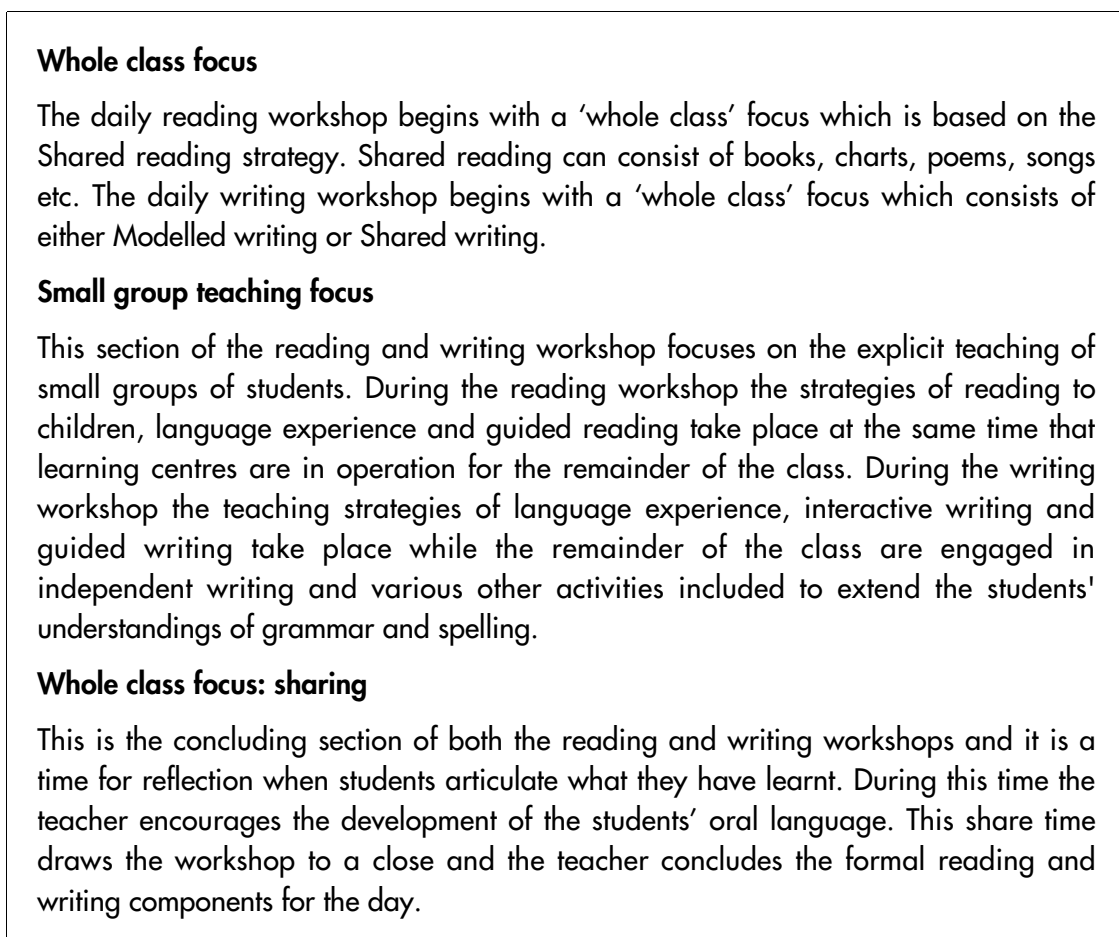 Whole class focus
The daily reading workshop begins with a ‘whole class’ focus which is based on the
Shared reading strategy. Shared reading can consist of books, charts, poems, songs
etc. The daily writing workshop begins with a ‘whole class’ focus which consists of
either Modelled writing or Shared writing.
Small group teaching focus
This section of the reading and writing workshop focuses on the explicit teaching of
small groups of students. During the reading workshop the strategies of reading to
children, language experience and guided reading take place at the same time that
learning centres are in operation for the remainder of the class. During the writing
workshop the teaching strategies of language experience, interactive writing and
guided writing take place while the remainder of the class are engaged in
independent writing and various other activities included to extend the students'
understandings of grammar and spelling.
Whole class focus: sharing
This is the concluding section of both the reading and writing workshops and it is a
time for reflection when students articulate what they have learnt. During this time the
teacher encourages the development of the students’ oral language. This share time
draws the workshop to a close and the teacher concludes the formal reading and
writing components for the day.